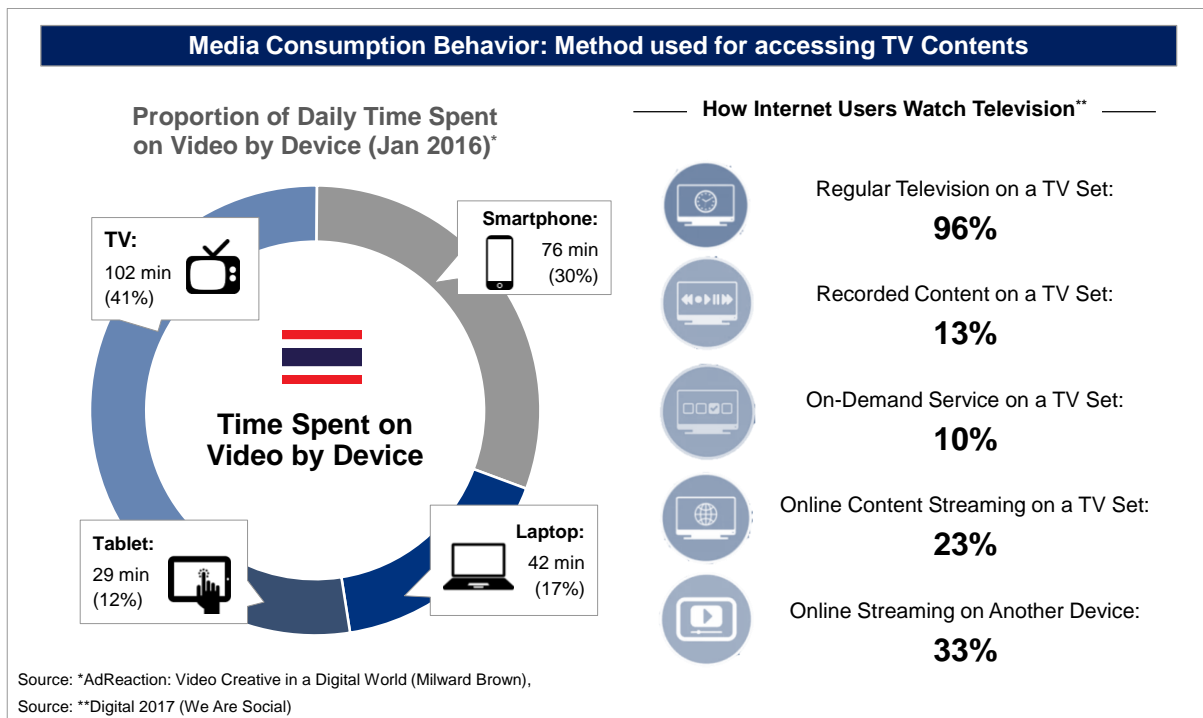 Media Consumption Behavior: Method used for accessing TV Contents
Proportion of Daily Time Spent
on Video by Device (Jan 2016)*
TV:
102 min
(41%)
Smartphone:
76 min
(30%)
Time Spent on
Video by Device
Tablet:
29 min
(12%)
Laptop:
42 min
(17%)
How Internet Users Watch Television**
Regular Television on a TV Set:
96%
Recorded Content on a TV Set:
13%
On-Demand Service on a TV Set:
10%
Online Content Streaming on a TV Set:
23%
Online Streaming on Another Device:
33%
Source: *AdReaction: Video Creative in a Digital World (Milward Brown),
Source: **Digital 2017 (We Are Social)